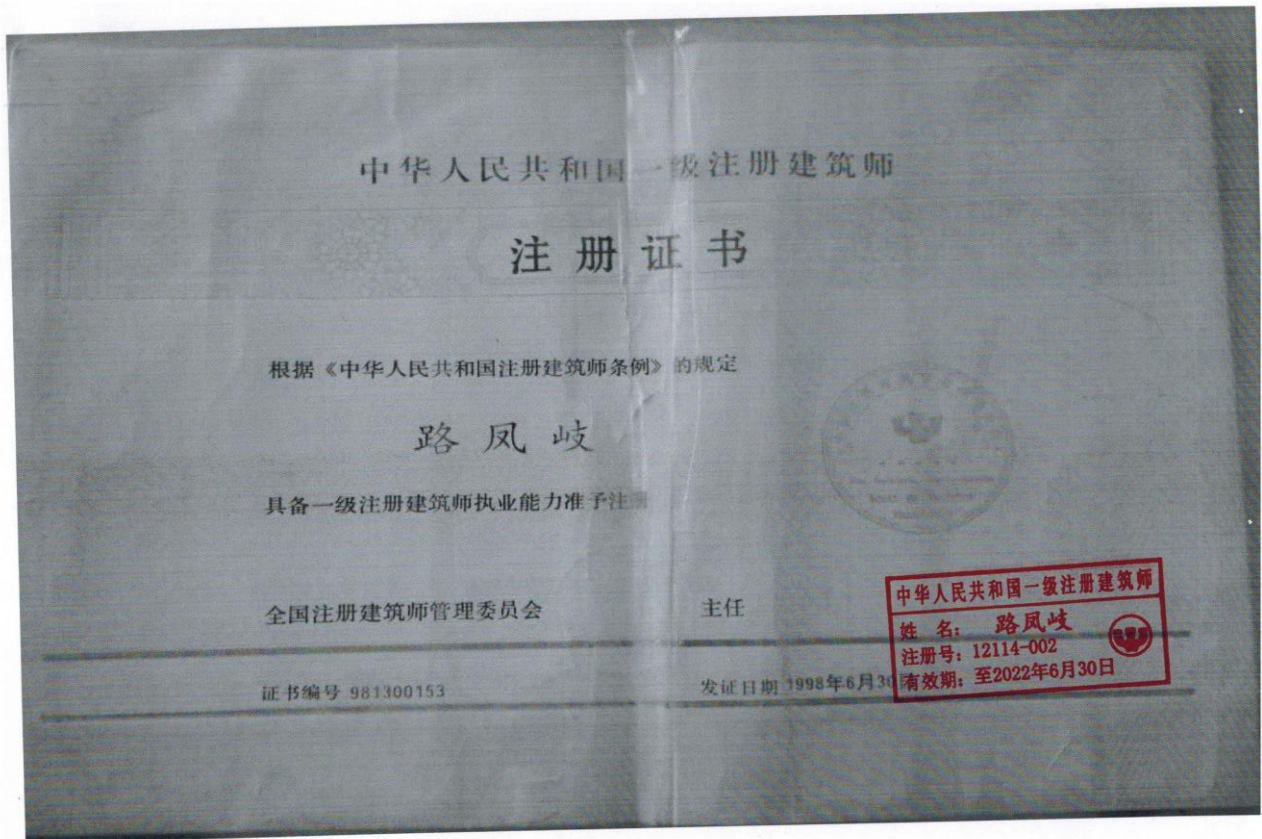 中华人民共和国一级注册建筑师
注册证书
根据《中华人民共和国注册建筑师条例》的规定
路凤岐
具备一级注册建筑师执业能力准予注册
全国注册建筑师管理委员会 主任
证书编号 981300153 发证日期 1998年6月30
中华人民共和国一级注册建筑师
姓 名： 路凤岐
注册号：12114-002
有效期：至2022年6月30日